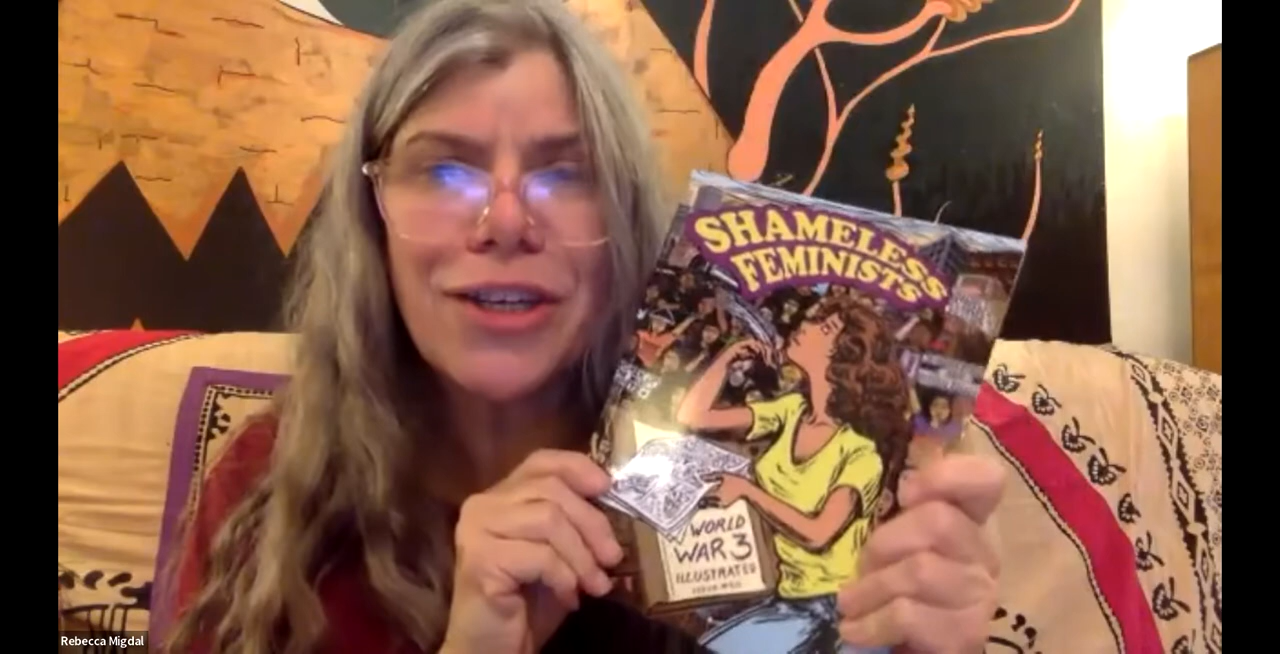 SHAMELESS
FEMINISTS
WORLD
WAR 3
ILLUSTRATED
Rebecca Migdal